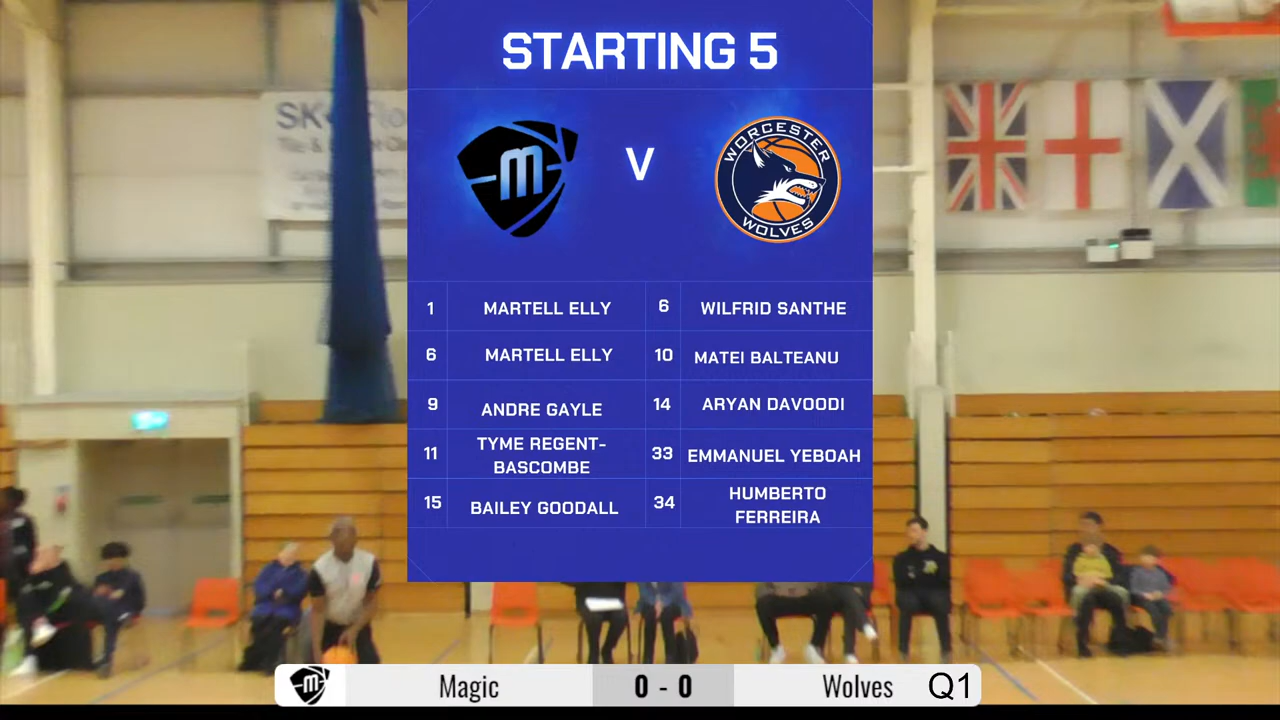 STARTING 5
M
V
WORCESTER
WOLVES
1 MARTELL ELLY 6 WILFRID SANTHE
6 MARTELL ELLY 10 MATEI BALTEANU
9 ANDRE GAYLE 14 ARYAN DAVOODI
11 TYME REGENT-
BASCOMBE
33 EMMANUEL YEBOAH
15 BAILEY GOODALL 34 HUMBERTO
FERREIRA
M Magic 0 - 0 Wolves Q1